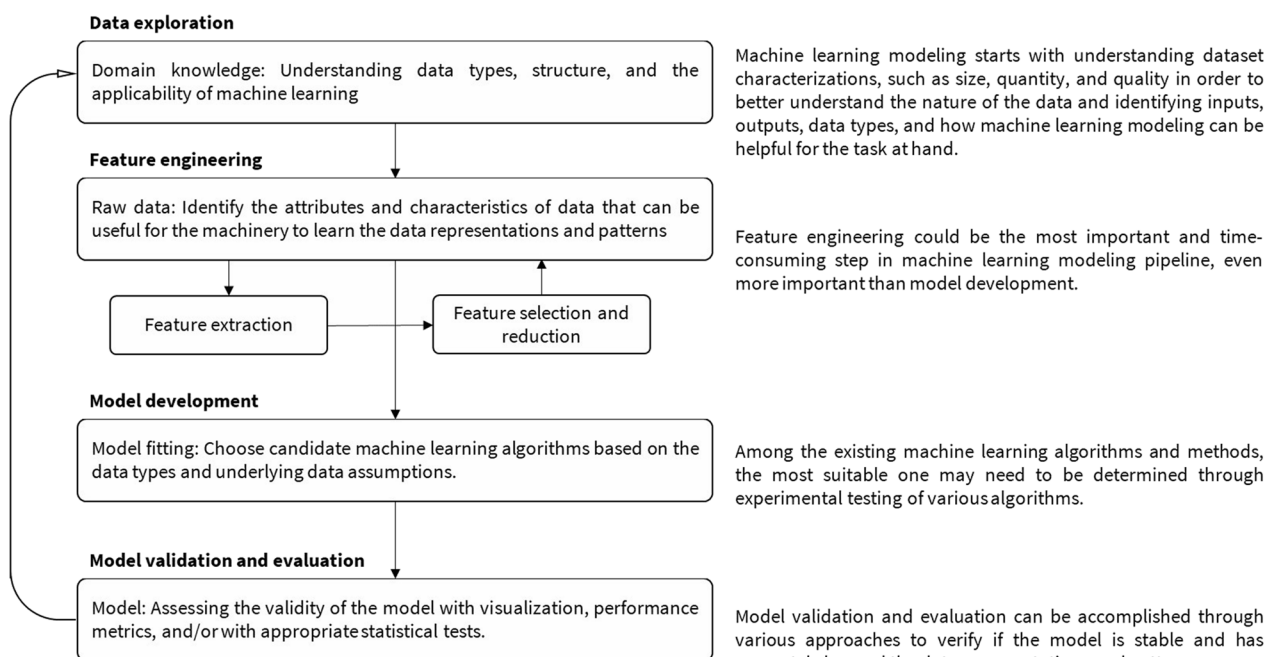 Data exploration
Domain knowledge: Understanding data types, structure, and the
applicability of machine learning
Machine learning modeling starts with understanding dataset
characterizations, such as size, quantity, and quality in order to
better understand the nature of the data and identifying inputs,
outputs, data types, and how machine learning modeling can be
helpful for the task at hand.
Feature engineering
Raw data: Identify the attributes and characteristics of data that can be
useful for the machinery to learn the data representations and patterns
Feature engineering could be the most important and time-
consuming step in machine learning modeling pipeline, even
more important than model development.
Feature extraction
Feature selection and
reduction
Model development
Model fitting: Choose candidate machine learning algorithms based on the
data types and underlying data assumptions.
Among the existing machine learning algorithms and methods,
the most suitable one may need to be determined through
experimental testing of various algorithms.
Model validation and evaluation
Model: Assessing the validity of the model with visualization, performance
metrics, and/or with appropriate statistical tests.
Model validation and evaluation can be accomplished through
various approaches to verify if the model is stable and has